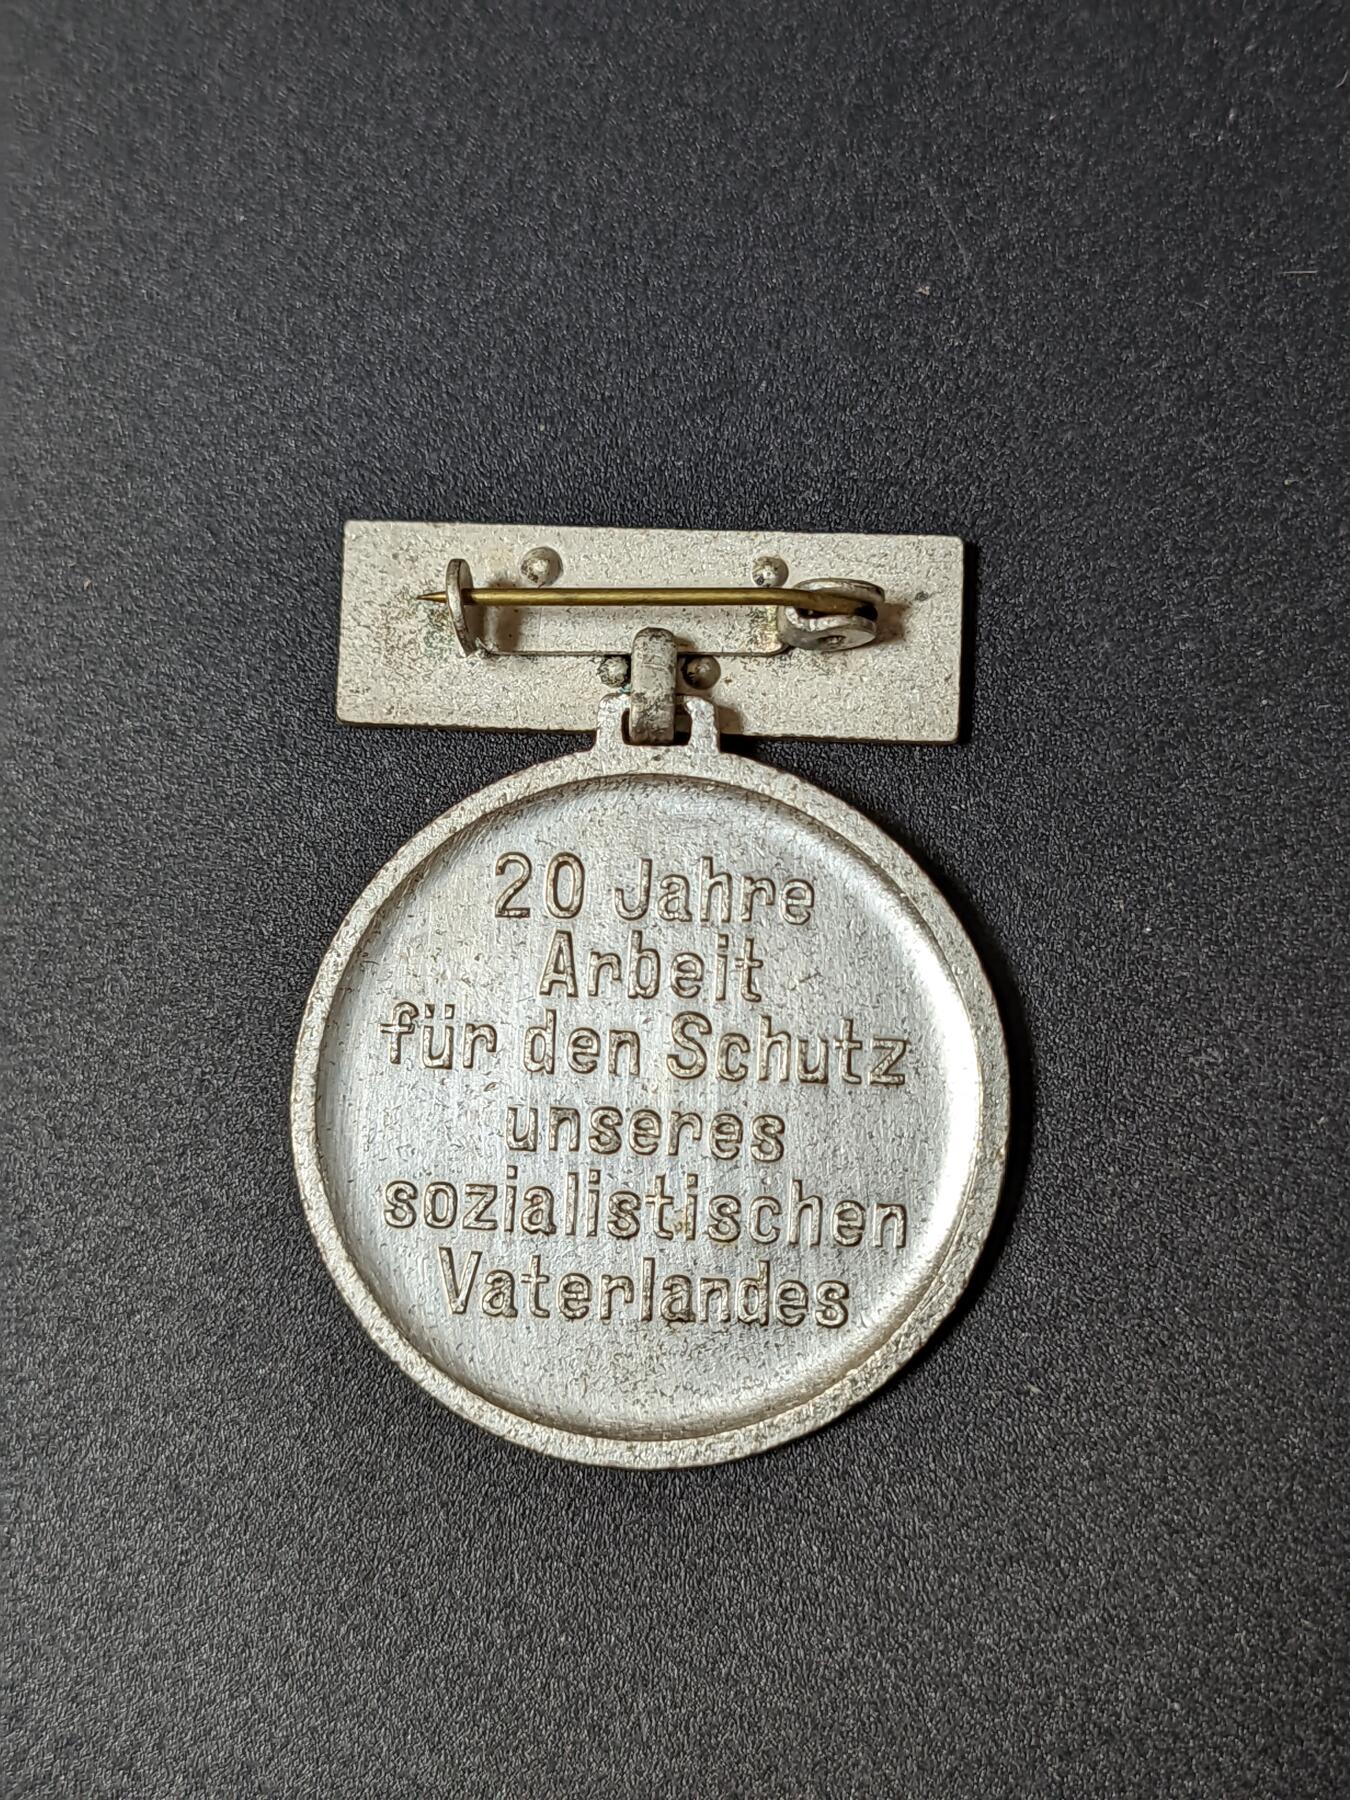 20 Jahre
Arbeit
für den Schutz
unseres
sozialistischen
Vaterlandes